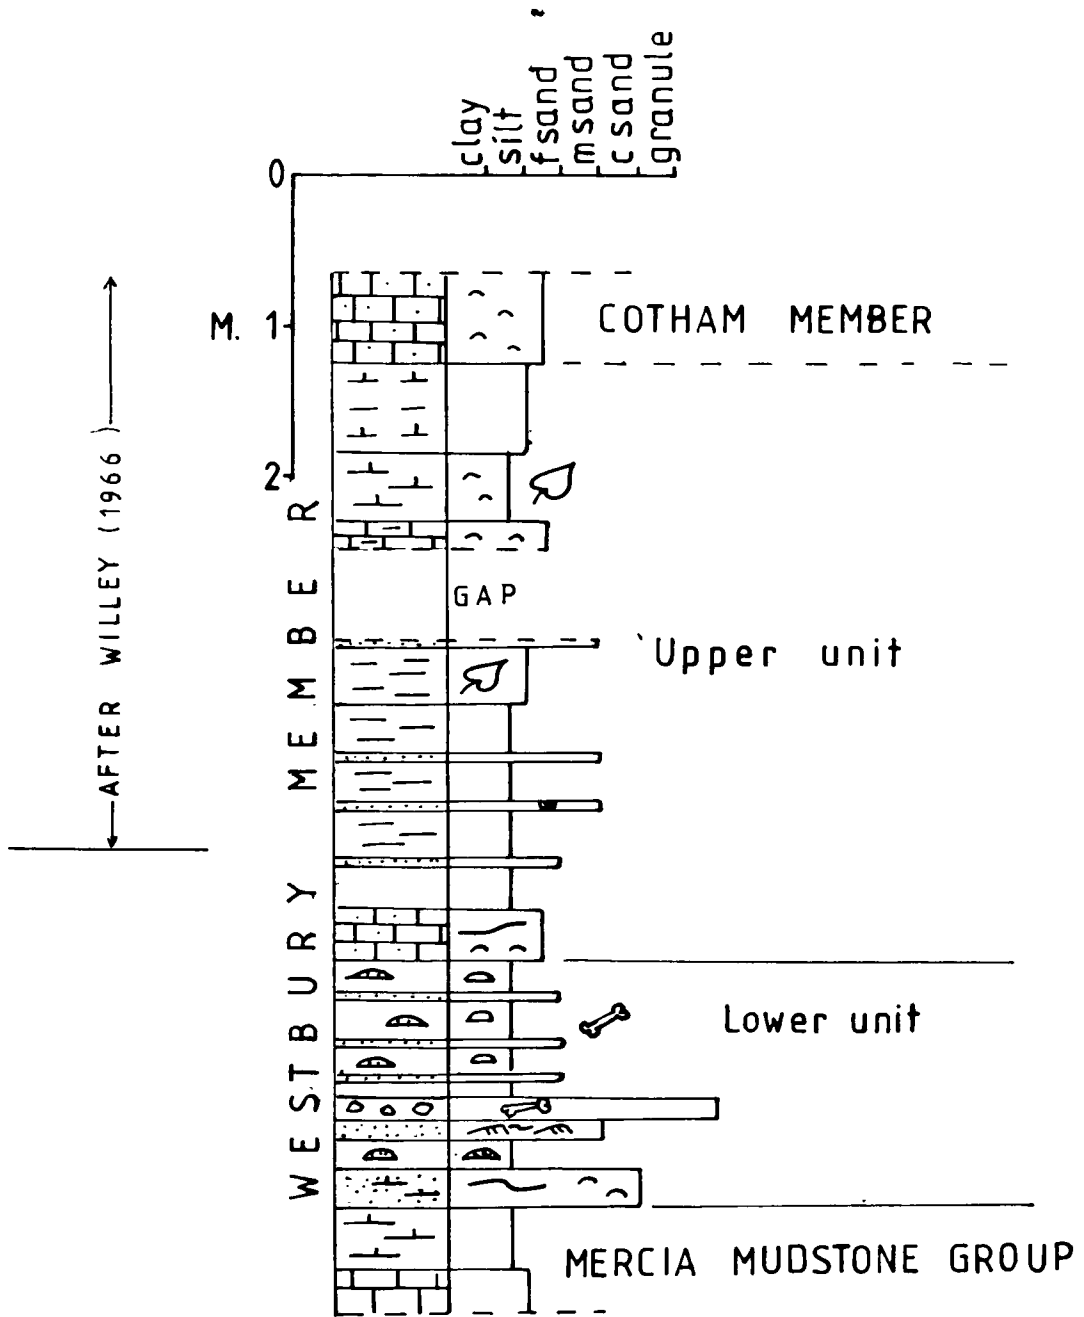 clay
silt
f sand
m sand
c sand
granule
0
M. 1
COTHAM MEMBER
2
AFTER WILLEY (1966)
WESTBURY MEMBER
GAP
Upper unit
Lower unit
MERCIA MUDSTONE GROUP